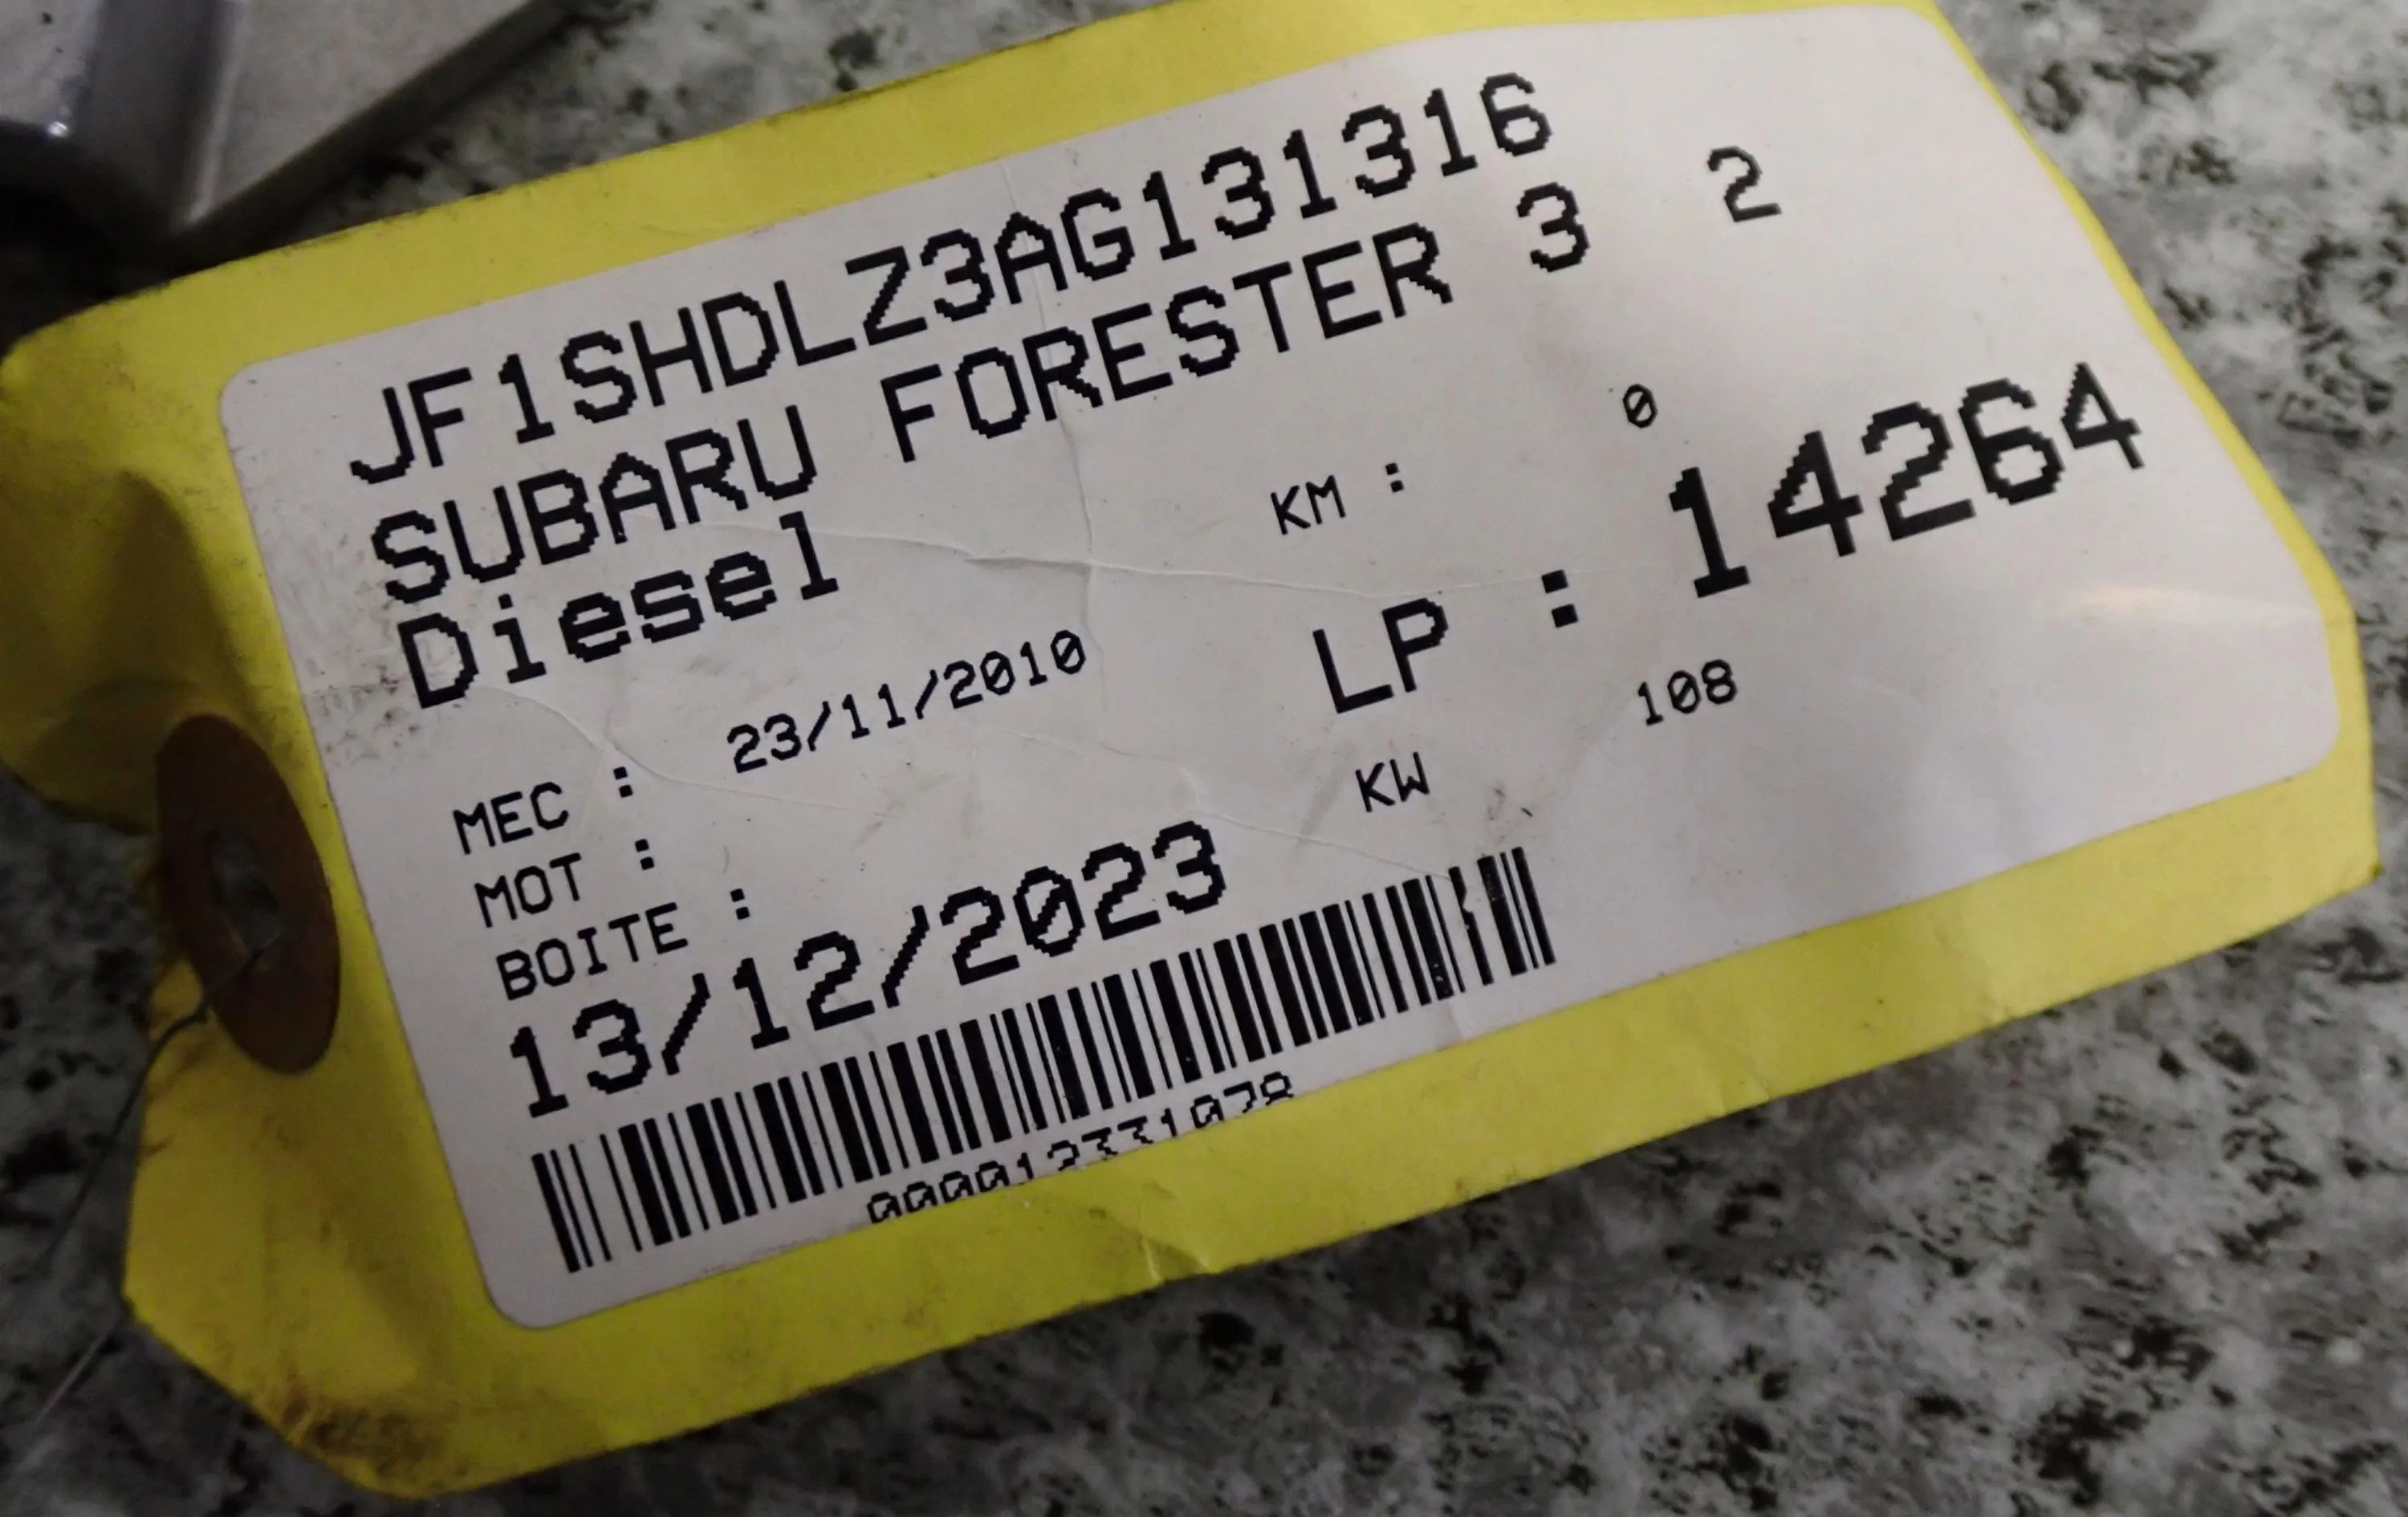 JF1SHDLZ3AG131316
SUBARU FORESTER 3 2
Diesel
KM : 0
LP : 14264
MEC : 23/11/2010
KW 108
MOT :
BOITE :
13/12/2023
000012331078